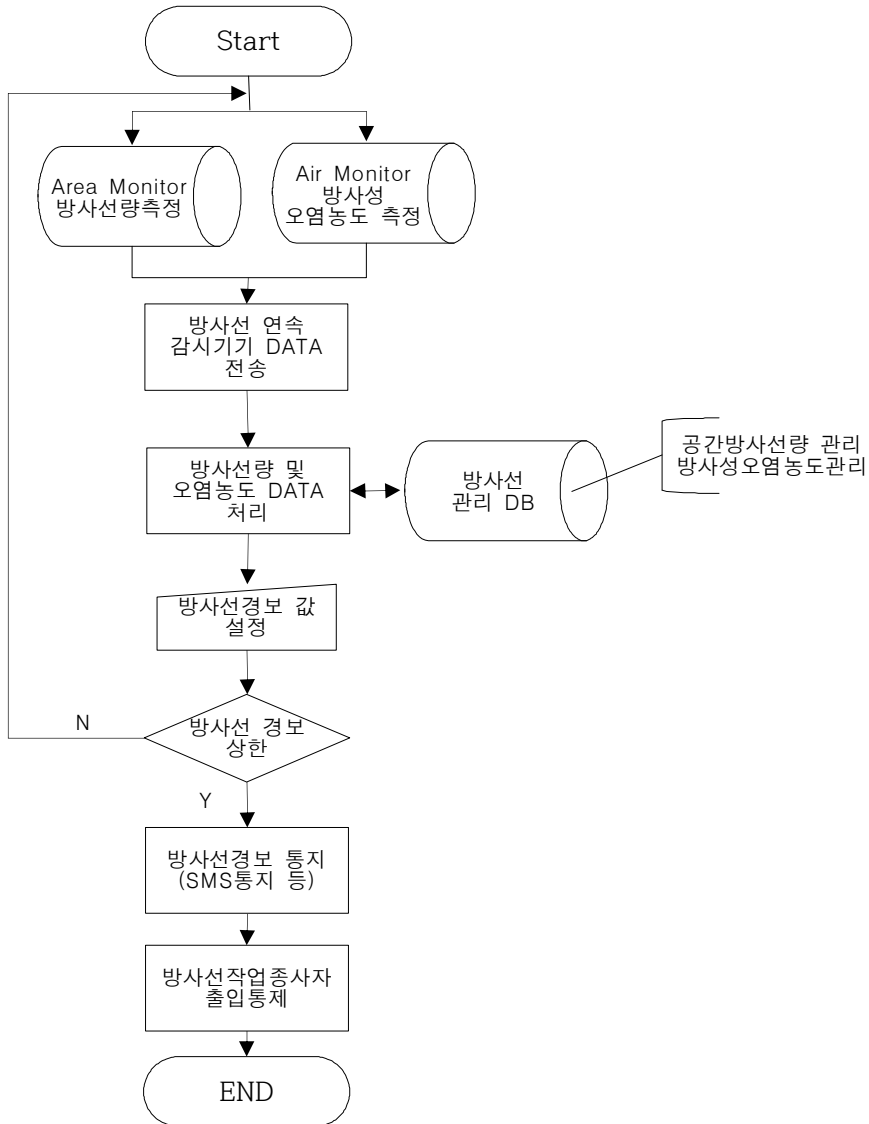 Start
Area Monitor
방사선량측정
Air Monitor
방사성
오염농도 측정
방사선 연속
감시기기 DATA
전송
방사선량 및
오염농도 DATA
처리
방사선
관리 DB
공간방사선량 관리
방사성오염농도관리
방사선경보 값
설정
방사선 경보
상한
N
Y
방사선경보 통지
(SMS통지 등)
방사선작업종사자
출입통제
END